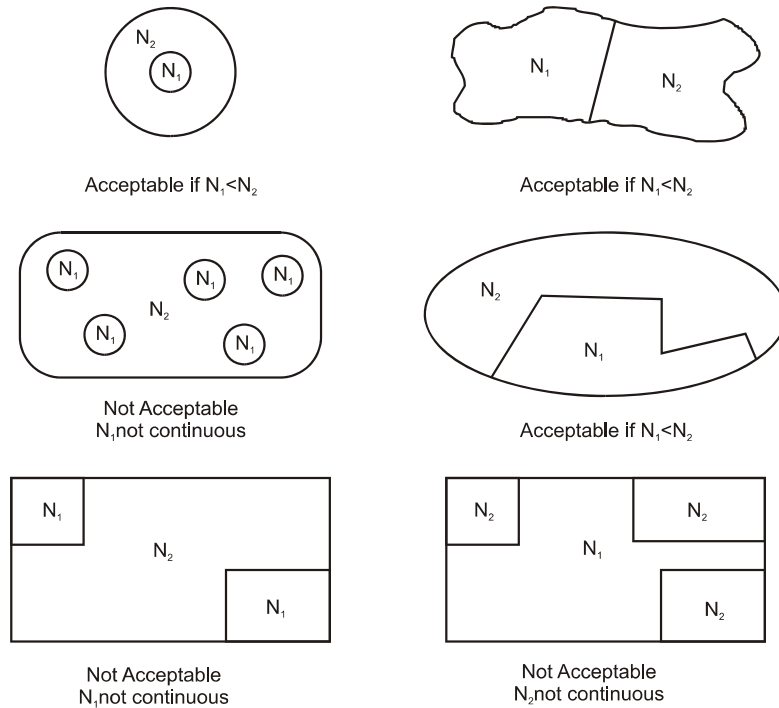 N₂
N₁
Acceptable if N₁<N₂
N₁
N₂
Acceptable if N₁<N₂
N₁
N₁
N₁
N₂
N₁
N₁
Not Acceptable
N₁not continuous
N₂
N₁
Acceptable if N₁<N₂
N₁
N₂
N₁
Not Acceptable
N₁not continuous
N₂
N₂
N₁
N₂
Not Acceptable
N₂not continuous